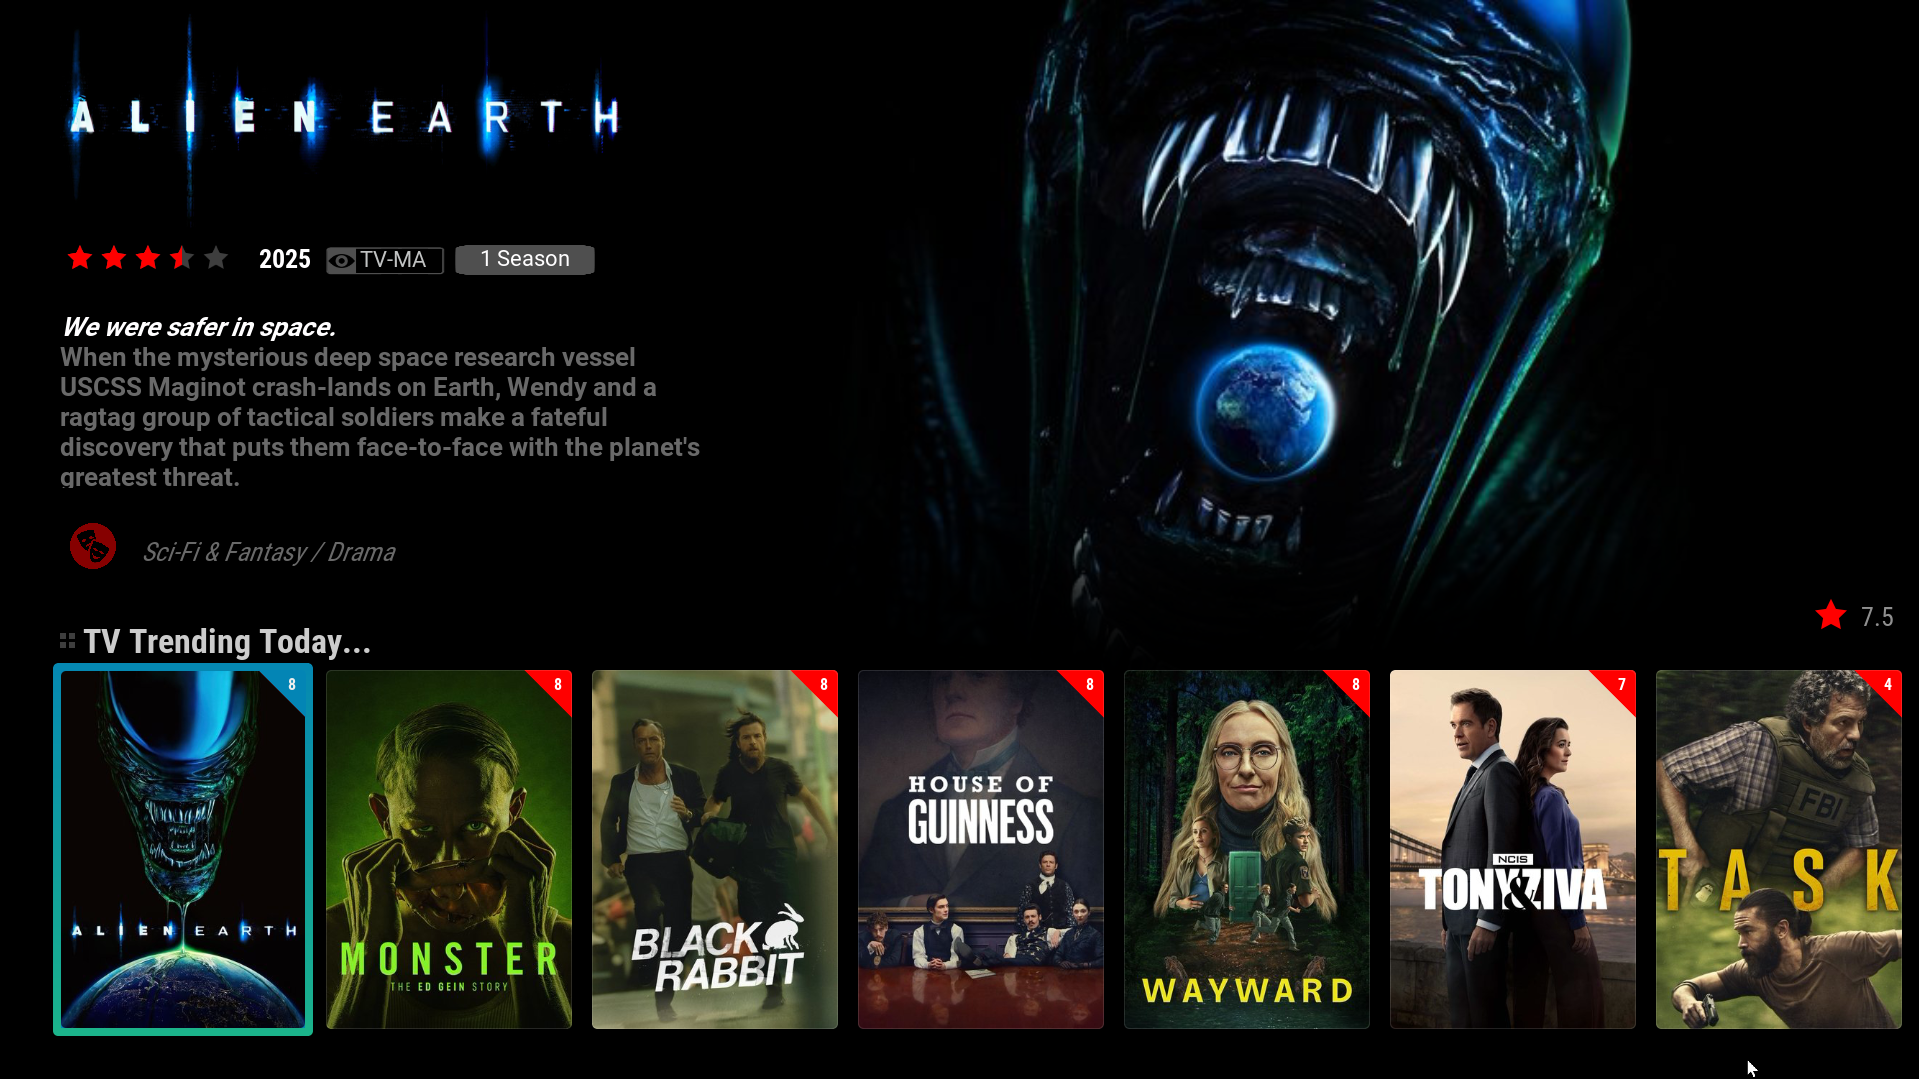 ALIEN EARTH
2025 TV-MA 1 Season
We were safer in space.
When the mysterious deep space research vessel
USCSS Maginot crash-lands on Earth, Wendy and a
ragtag group of tactical soldiers make a fateful
discovery that puts them face-to-face with the planet's
greatest threat.
Sci-Fi & Fantasy / Drama
7.5
TV Trending Today...
8
ALIEN EARTH
8
MONSTER
THE ED GEIN STORY
8
BLACK
RABBIT
8
HOUSE OF
GUINNESS
8
WAYWARD
7
NCIS
TONY & ZIVA
4
FBI
TASK